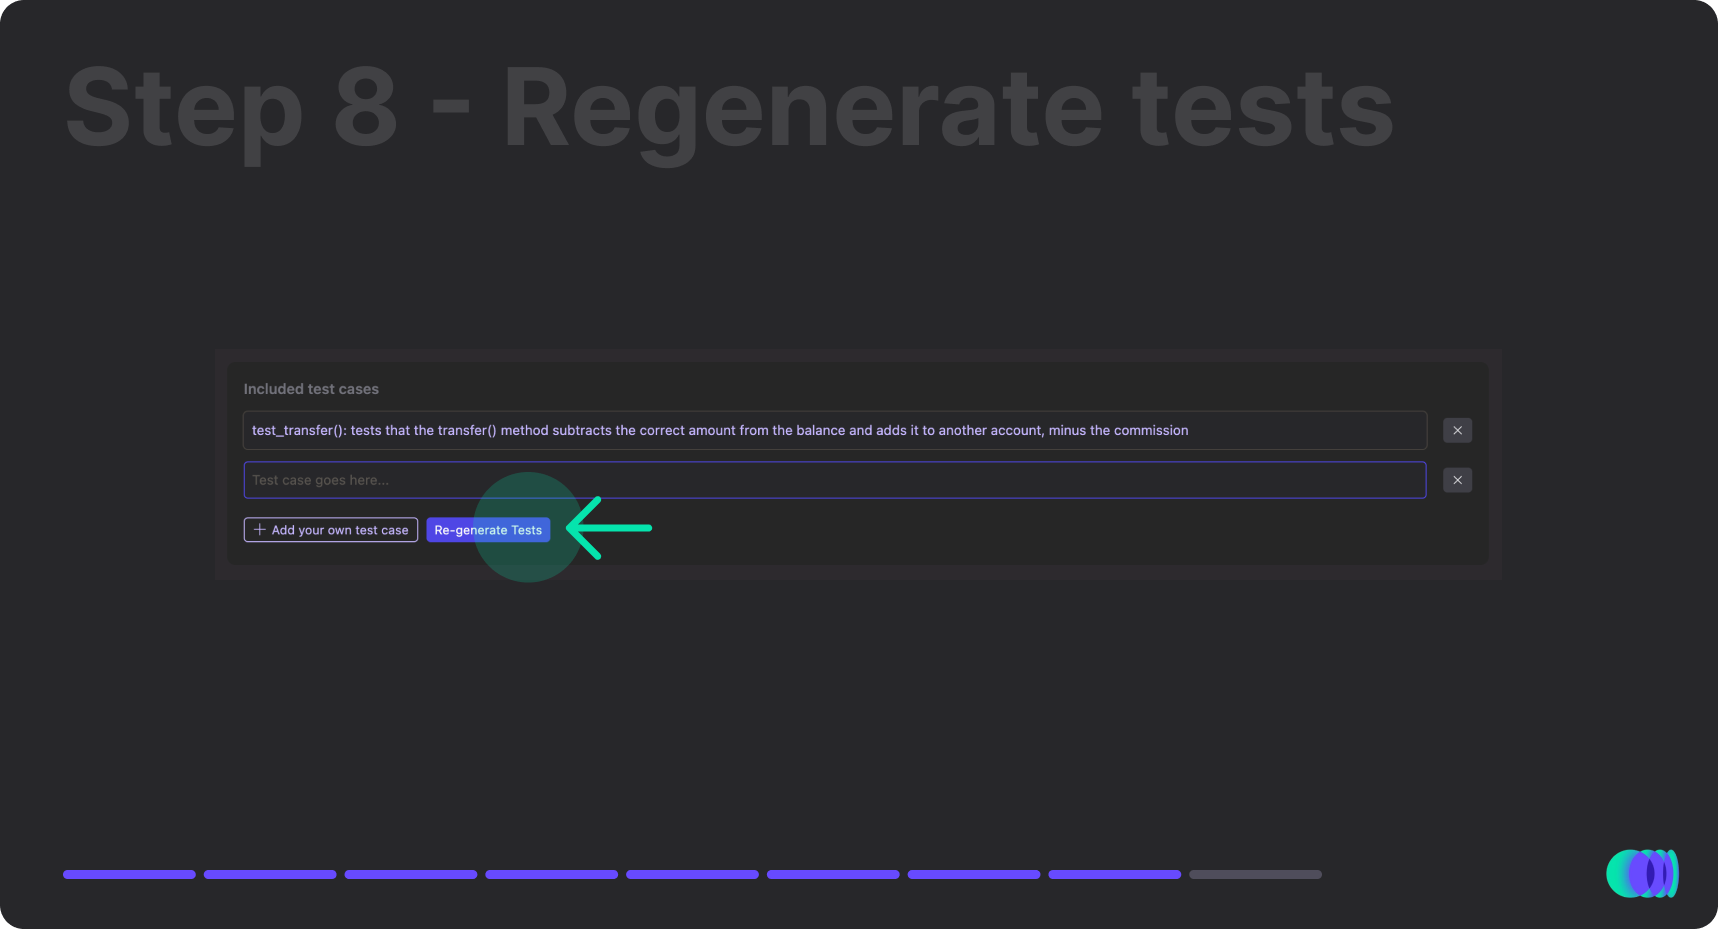 Step 8 - Regenerate tests
Included test cases
test_transfer(): tests that the transfer() method subtracts the correct amount from the balance and adds it to another account, minus the commission
Test case goes here...
Add your own test case
Re-generate Tests